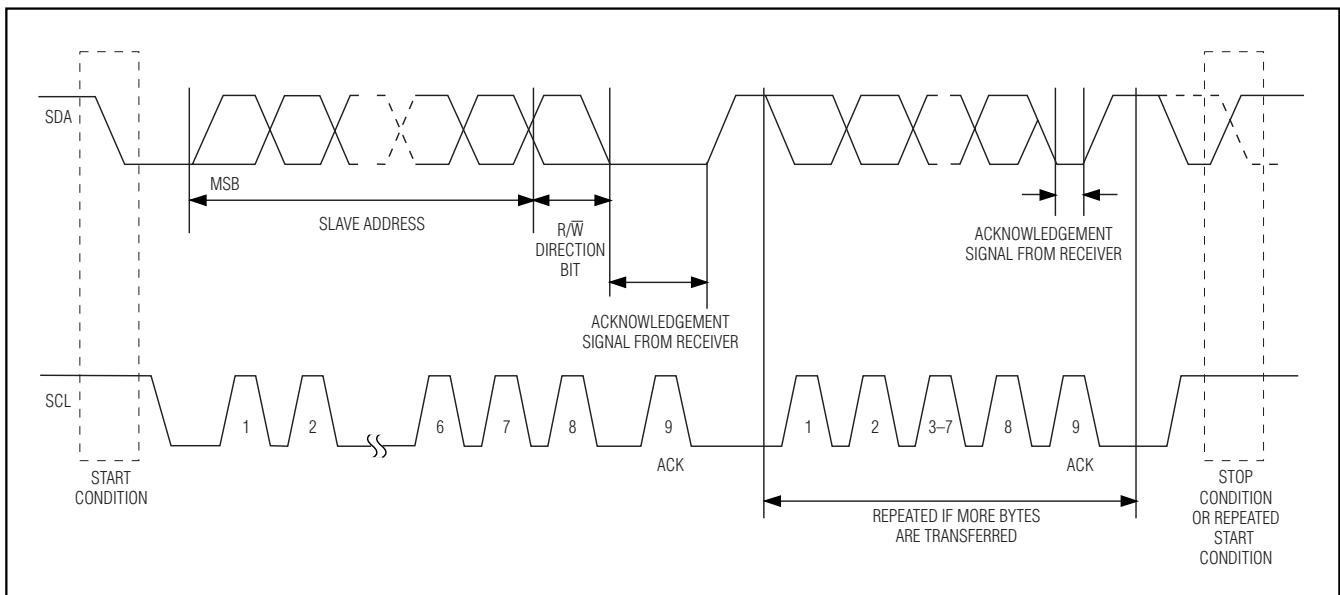 SDA
MSB
SLAVE ADDRESS
R/W̅
DIRECTION
BIT
ACKNOWLEDGEMENT
SIGNAL FROM RECEIVER
ACKNOWLEDGEMENT
SIGNAL FROM RECEIVER
SCL
1
2
6
7
8
9
1
2
3–7
8
9
ACK
ACK
START
CONDITION
REPEATED IF MORE BYTES
ARE TRANSFERRED
STOP
CONDITION
OR REPEATED
START
CONDITION